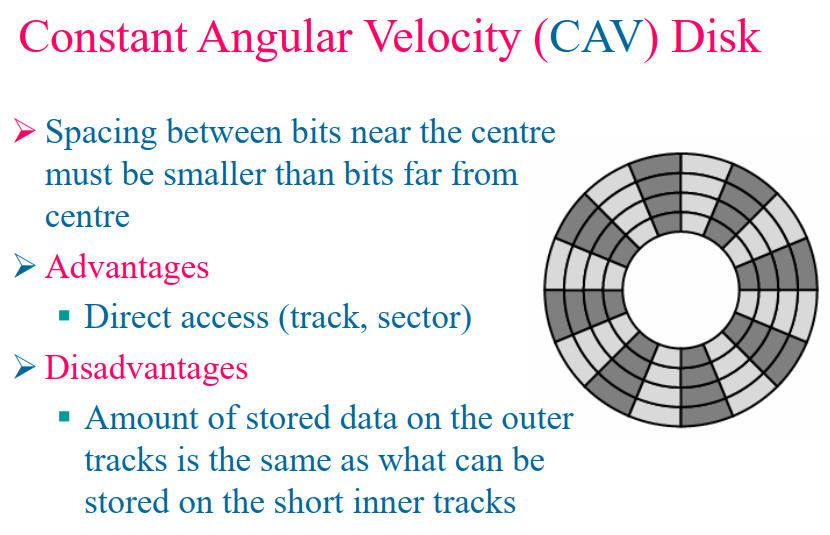 Constant Angular Velocity (CAV) Disk
➢ Spacing between bits near the centre
must be smaller than bits far from
centre
➢ Advantages
▪ Direct access (track, sector)
➢ Disadvantages
▪ Amount of stored data on the outer
tracks is the same as what can be
stored on the short inner tracks